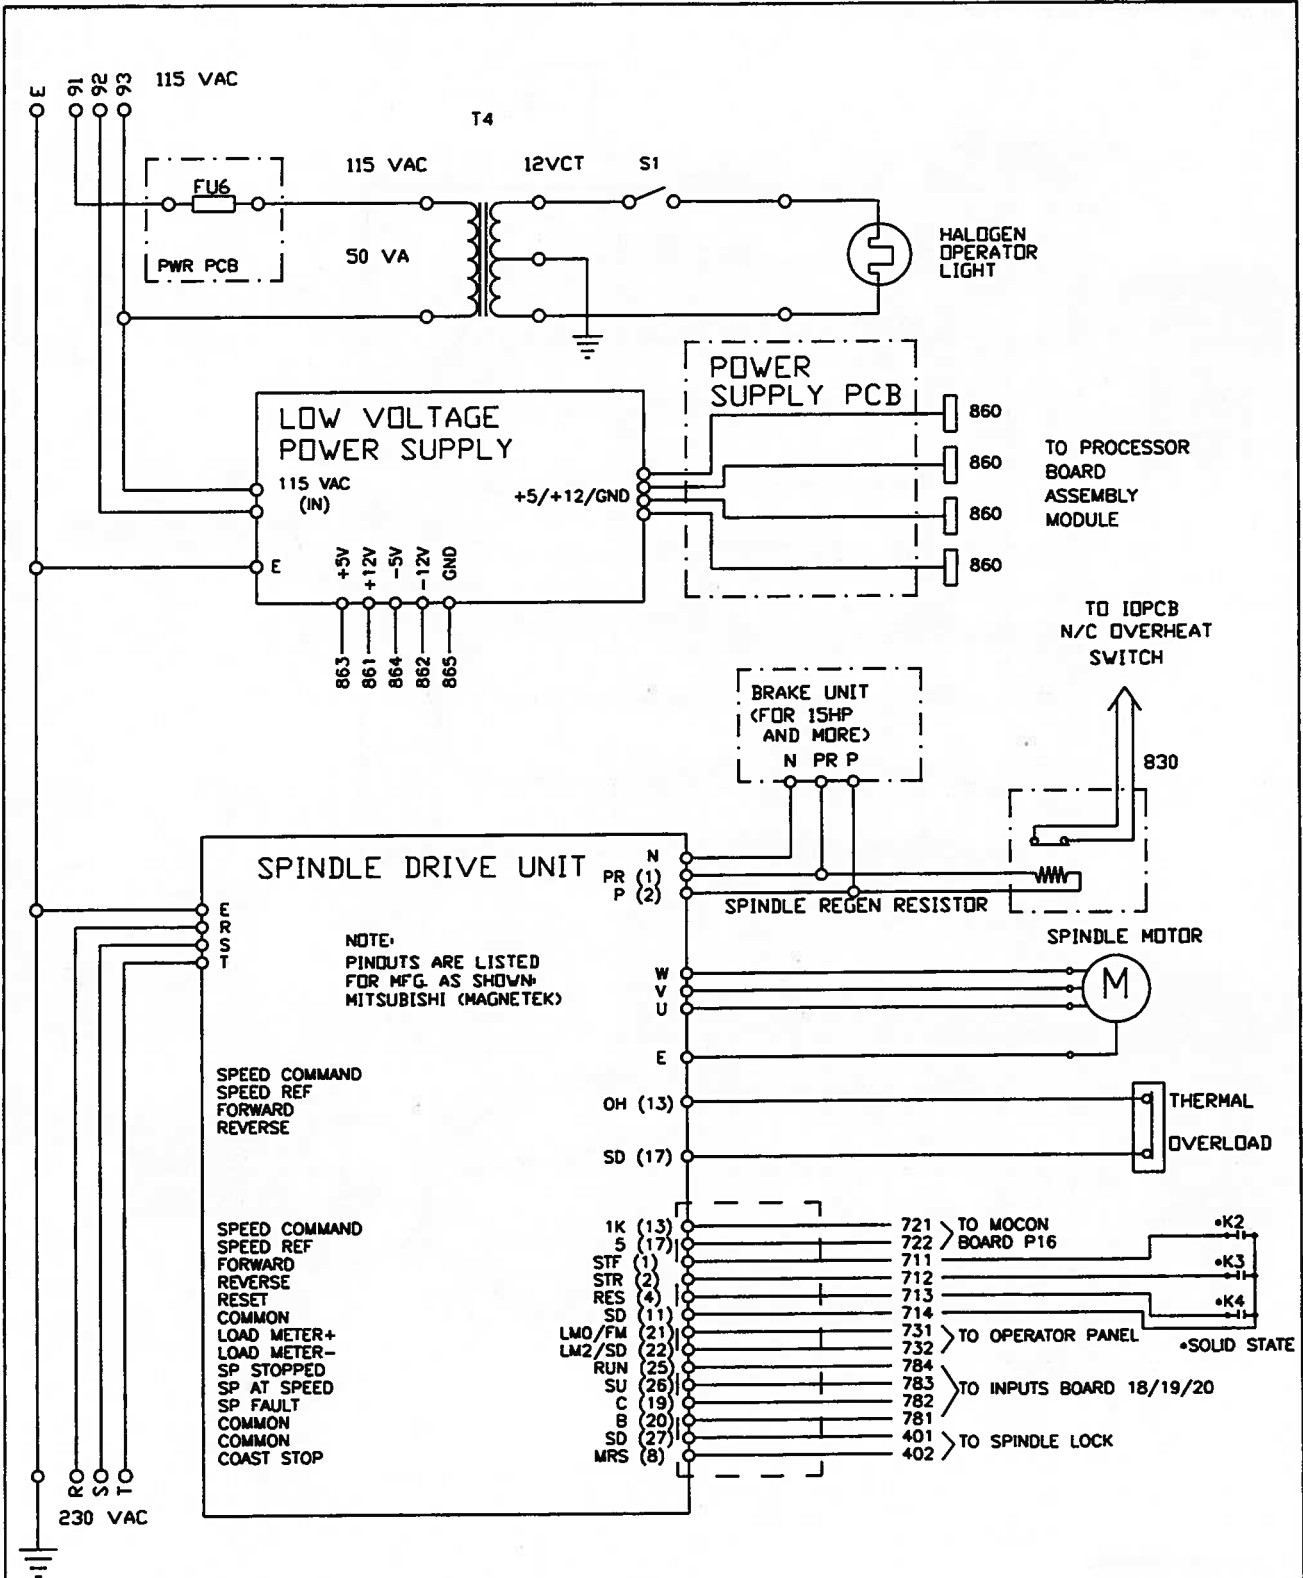 E
91
92
93
115 VAC
T4
115 VAC
12VCT
S1
FU6
50 VA
PWR PCB
HALOGEN
OPERATOR
LIGHT
POWER
SUPPLY PCB
LOW VOLTAGE
POWER SUPPLY
115 VAC
(IN)
+5/+12/GND
E
+5V
+12V
-5V
-12V
GND
863
861
864
862
865
860
860
860
860
TO PROCESSOR
BOARD
ASSEMBLY
MODULE
TO IOPCB
N/C OVERHEAT
SWITCH
830
BRAKE UNIT
(FOR 15HP
AND MORE)
N PR P
SPINDLE DRIVE UNIT
N
PR (1)
P (2)
SPINDLE REGEN RESISTOR
E
R
S
T
NOTE:
PINOUTS ARE LISTED
FOR MFG. AS SHOWN:
MITSUBISHI (MAGNETEK)
SPINDLE MOTOR
M
W
V
U
E
SPEED COMMAND
SPEED REF
FORWARD
REVERSE
OH (13)
SD (17)
THERMAL
OVERLOAD
SPEED COMMAND 1K (13) 721
SPEED REF 5 (17) 722
TO MOCON
BOARD P16
FORWARD STF (1) 711
REVERSE STR (2) 712
RESET RES (4) 713
COMMON SD (11) 714
*K2
*K3
*K4
*SOLID STATE
LOAD METER+ LM0/FM (21) 731
LOAD METER- LM2/SD (22) 732
TO OPERATOR PANEL
SP STOPPED RUN (25) 784
SP AT SPEED SU (26) 783
SP FAULT C (19) 782
COMMON B (20) 781
TO INPUTS BOARD 18/19/20
COMMON SD (27) 401
COAST STOP MRS (8) 402
TO SPINDLE LOCK
R
S
T
230 VAC